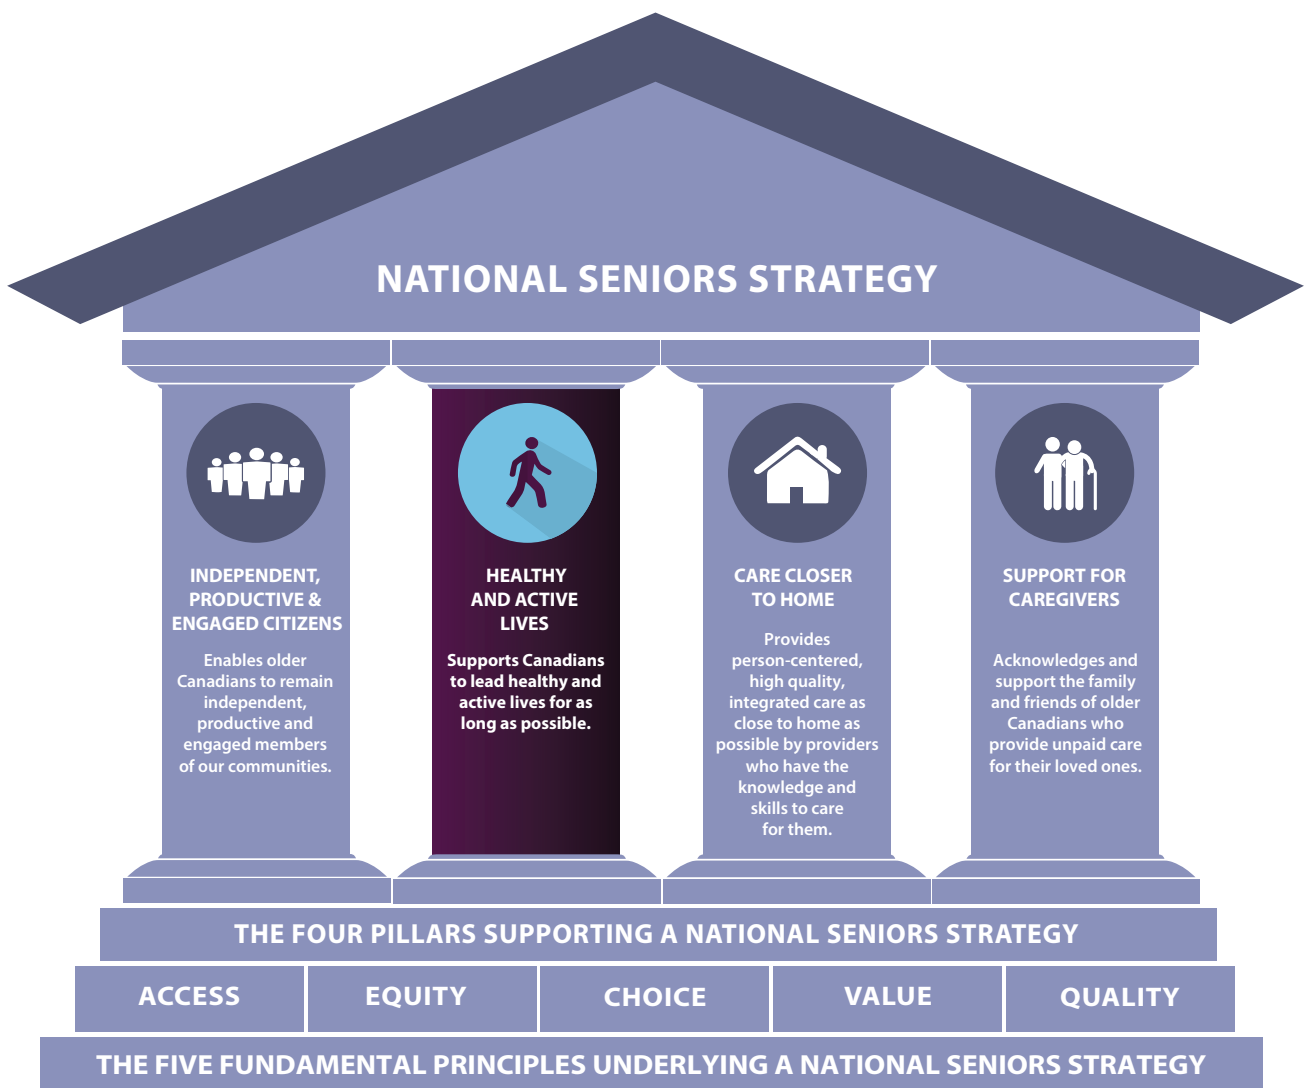 NATIONAL SENIORS STRATEGY
INDEPENDENT,
PRODUCTIVE &
ENGAGED CITIZENS
Enables older
Canadians to remain
independent,
productive and
engaged members
of our communities.
HEALTHY
AND ACTIVE
LIVES
Supports Canadians
to lead healthy and
active lives for as
long as possible.
CARE CLOSER
TO HOME
Provides
person-centered,
high quality,
integrated care as
close to home as
possible by providers
who have the
knowledge and
skills to care
for them.
SUPPORT FOR
CAREGIVERS
Acknowledges and
support the family
and friends of older
Canadians who
provide unpaid care
for their loved ones.
THE FOUR PILLARS SUPPORTING A NATIONAL SENIORS STRATEGY
ACCESS
EQUITY
CHOICE
VALUE
QUALITY
THE FIVE FUNDAMENTAL PRINCIPLES UNDERLYING A NATIONAL SENIORS STRATEGY